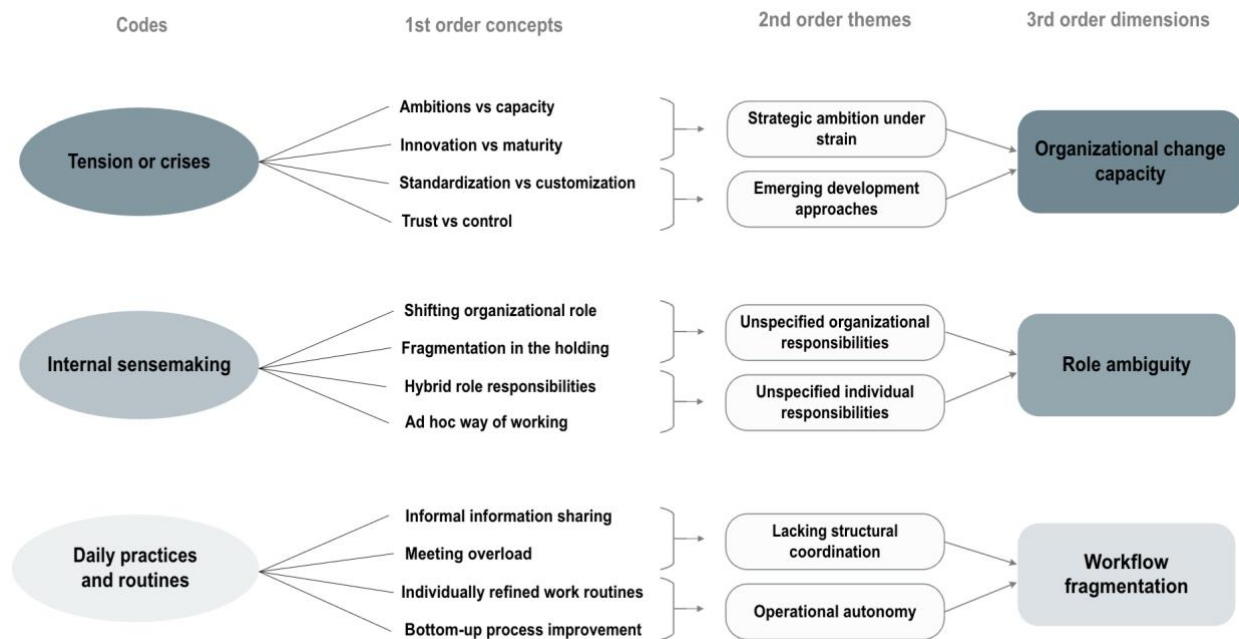 Codes
1st order concepts
2nd order themes
3rd order dimensions
Tension or crises
Ambitions vs capacity
Innovation vs maturity
Standardization vs customization
Trust vs control
Strategic ambition under
strain
Emerging development
approaches
Organizational change
capacity
Internal sensemaking
Shifting organizational role
Fragmentation in the holding
Hybrid role responsibilities
Ad hoc way of working
Unspecified organizational
responsibilities
Unspecified individual
responsibilities
Role ambiguity
Daily practices
and routines
Informal information sharing
Meeting overload
Individually refined work routines
Bottom-up process improvement
Lacking structural
coordination
Operational autonomy
Workflow
fragmentation